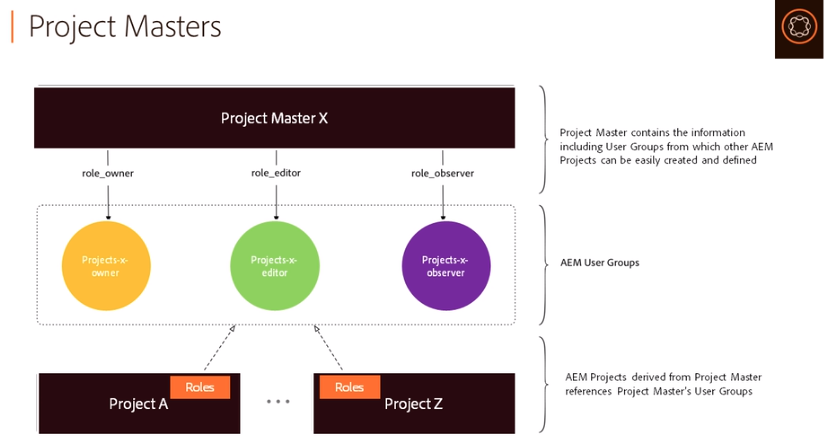 Project Masters
Project Master X
role_owner
role_editor
role_observer
Project Master contains the information
including User Groups from which other AEM
Projects can be easily created and defined
Projects-x-
owner
Projects-x-
editor
Projects-x-
observer
AEM User Groups
Roles
Project A
...
Roles
Project Z
AEM Projects derived from Project Master
references Project Master's User Groups